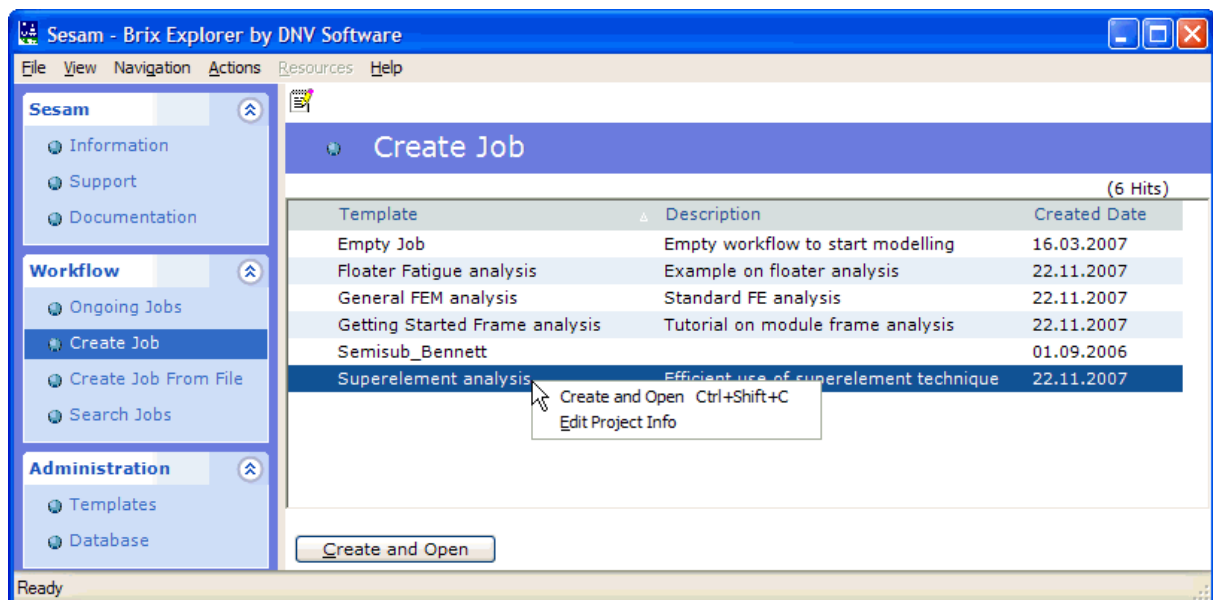 Sesam - Brix Explorer by DNV Software
File View Navigation Actions Resources Help
Sesam
Information
Support
Documentation
Workflow
Ongoing Jobs
Create Job
Create Job From File
Search Jobs
Administration
Templates
Database
Create Job
(6 Hits)
Template Description Created Date
Empty Job Empty workflow to start modelling 16.03.2007
Floater Fatigue analysis Example on floater analysis 22.11.2007
General FEM analysis Standard FE analysis 22.11.2007
Getting Started Frame analysis Tutorial on module frame analysis 22.11.2007
Semisub_Bennett 01.09.2006
Superelement analysis Efficient use of superelement technique 22.11.2007
Create and Open Ctrl+Shift+C
Edit Project Info
Create and Open
Ready